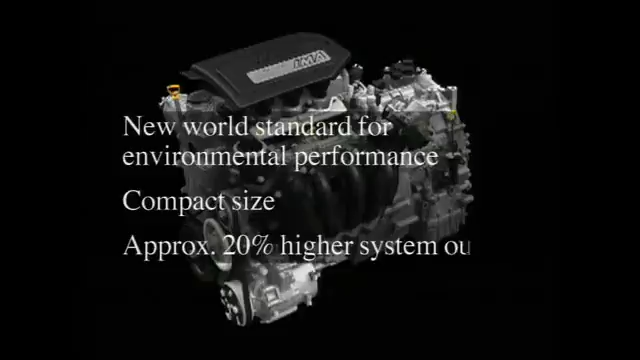 IMA
New world standard for
environmental performance
Compact size
Approx. 20% higher system ou